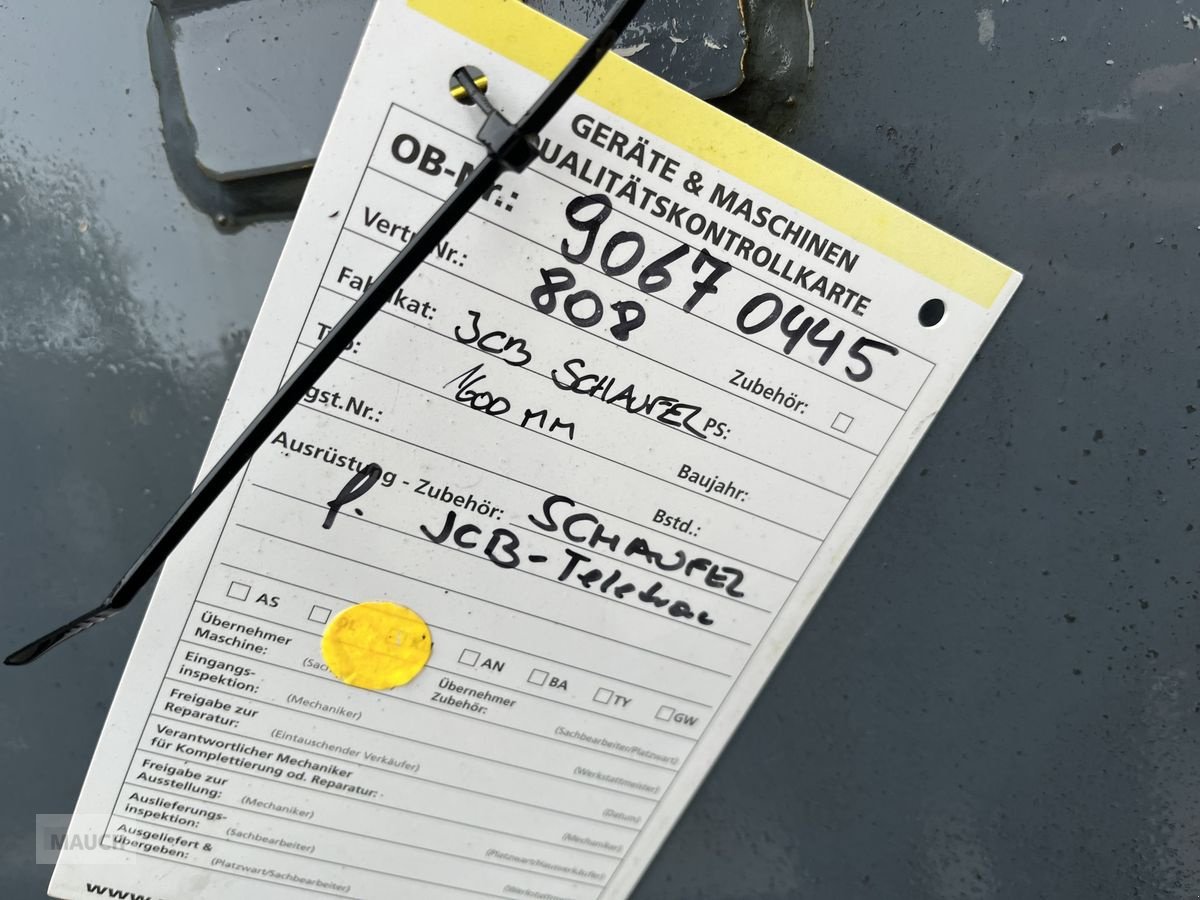 GERÄTE & MASCHINEN
QUALITÄTSKONTROLLKARTE
OB-Nr.: 9067 0445
Vertr. Nr.: 808 Zubehör:
Fabrikat: JCB SCHAUFEL PS:
Typ: 1600 MM Baujahr:
gst.Nr.: Bstd.:
Ausrüstung - Zubehör: SCHAUFEL
f. JCB-Teletrac
AS AN BA TY GW
Übernehmer
Maschine: Übernehmer
Zubehör: (Sachbearbeiter/Platzwart)
Eingangs-
inspektion: (Mechaniker) (Werkstattmeister)
Freigabe zur
Reparatur: (Eintauschender Verkäufer) (Datum)
Verantwortlicher Mechaniker
für Komplettierung od. Reparatur: (Mechaniker)
Freigabe zur
Ausstellung: (Mechaniker) (Platzwart/Hausverkäufer)
Auslieferungs-
inspektion: (Sachbearbeiter)
Ausgeliefert &
übergeben: (Platzwart/Sachbearbeiter)
www.
MAUCH